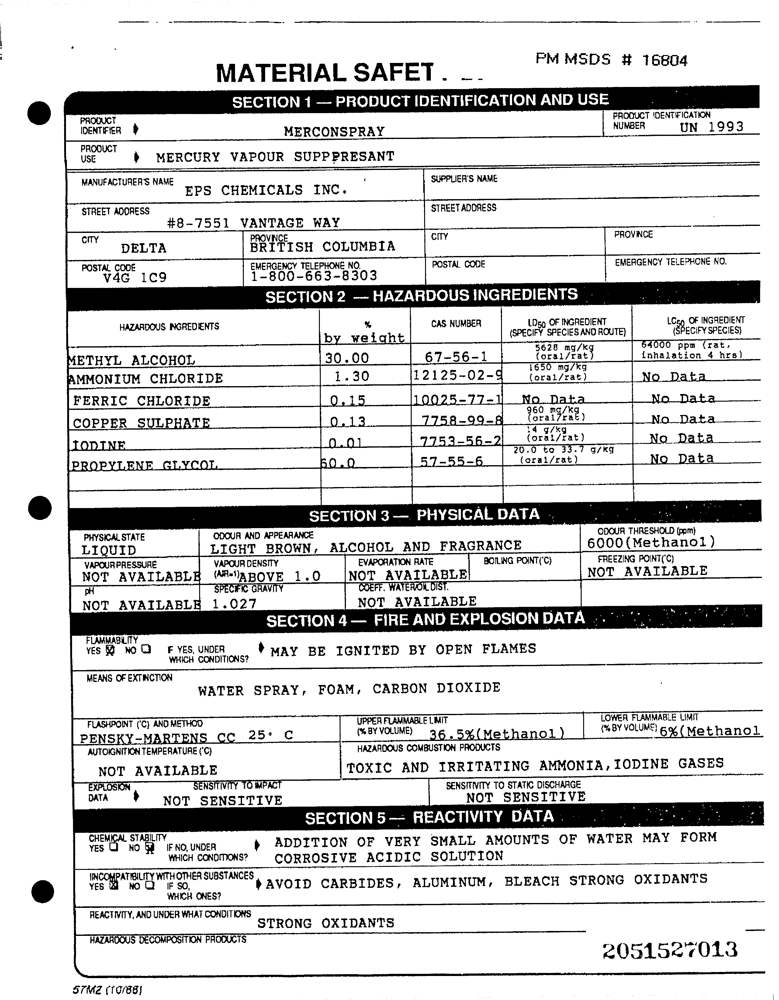 PM MSDS # 16804
MATERIAL SAFET
SECTION 1 — PRODUCT IDENTIFICATION AND USE
PRODUCT IDENTIFIER MERCONSPRAY
PRODUCT IDENTIFICATION NUMBER UN 1993
PRODUCT USE MERCURY VAPOUR SUPPPRESANT
MANUFACTURER'S NAME EPS CHEMICALS INC.
SUPPLIER'S NAME
STREET ADDRESS #8-7551 VANTAGE WAY
STREET ADDRESS
CITY DELTA
PROVINCE BRITISH COLUMBIA
CITY
PROVINCE
POSTAL CODE V4G 1C9
EMERGENCY TELEPHONE NO. 1-800-663-8303
POSTAL CODE
EMERGENCY TELEPHONE NO.
SECTION 2 — HAZARDOUS INGREDIENTS
HAZARDOUS INGREDIENTS % by weight CAS NUMBER LD50 OF INGREDIENT (SPECIFY SPECIES AND ROUTE) LC50 OF INGREDIENT (SPECIFY SPECIES)
METHYL ALCOHOL 30.00 67-56-1 5628 mg/kg (oral/rat) 64000 ppm (rat, inhalation 4 hrs)
AMMONIUM CHLORIDE 1.30 12125-02-9 1650 mg/kg (oral/rat) No Data
FERRIC CHLORIDE 0.15 10025-77-1 No Data No Data
COPPER SULPHATE 0.13 7758-99-8 960 mg/kg (oral/rat) No Data
IODINE 0.01 7753-56-2 14 g/kg (oral/rat) No Data
PROPYLENE GLYCOL 60.0 57-55-6 20.0 to 33.7 g/kg (oral/rat) No Data
SECTION 3 — PHYSICAL DATA
PHYSICAL STATE LIQUID
ODOUR AND APPEARANCE LIGHT BROWN, ALCOHOL AND FRAGRANCE
ODOUR THRESHOLD (ppm) 6000(Methanol)
VAPOUR PRESSURE NOT AVAILABLE
VAPOUR DENSITY (AIR=1) ABOVE 1.0
EVAPORATION RATE NOT AVAILABLE
BOILING POINT(°C)
FREEZING POINT(°C) NOT AVAILABLE
pH NOT AVAILABLE
SPECIFIC GRAVITY 1.027
COEFF. WATER/OIL DIST. NOT AVAILABLE
SECTION 4 — FIRE AND EXPLOSION DATA
FLAMMABILITY
YES ☒ NO ☐ IF YES, UNDER WHICH CONDITIONS? MAY BE IGNITED BY OPEN FLAMES
MEANS OF EXTINCTION
WATER SPRAY, FOAM, CARBON DIOXIDE
FLASHPOINT (°C) AND METHOD PENSKY-MARTENS CC 25° C
UPPER FLAMMABLE LIMIT (% BY VOLUME) 36.5%(Methanol)
LOWER FLAMMABLE LIMIT (% BY VOLUME) 6%(Methanol
AUTOIGNITION TEMPERATURE (°C) NOT AVAILABLE
HAZARDOUS COMBUSTION PRODUCTS TOXIC AND IRRITATING AMMONIA, IODINE GASES
EXPLOSION DATA SENSITIVITY TO IMPACT NOT SENSITIVE
SENSITIVITY TO STATIC DISCHARGE NOT SENSITIVE
SECTION 5 — REACTIVITY DATA
CHEMICAL STABILITY
YES ☐ NO ☒ IF NO, UNDER WHICH CONDITIONS? ADDITION OF VERY SMALL AMOUNTS OF WATER MAY FORM
CORROSIVE ACIDIC SOLUTION
INCOMPATIBILITY WITH OTHER SUBSTANCES
YES ☒ NO ☐ IF SO, WHICH ONES? AVOID CARBIDES, ALUMINUM, BLEACH STRONG OXIDANTS
REACTIVITY, AND UNDER WHAT CONDITIONS
STRONG OXIDANTS
HAZARDOUS DECOMPOSITION PRODUCTS
2051527013
57MZ (10/88)